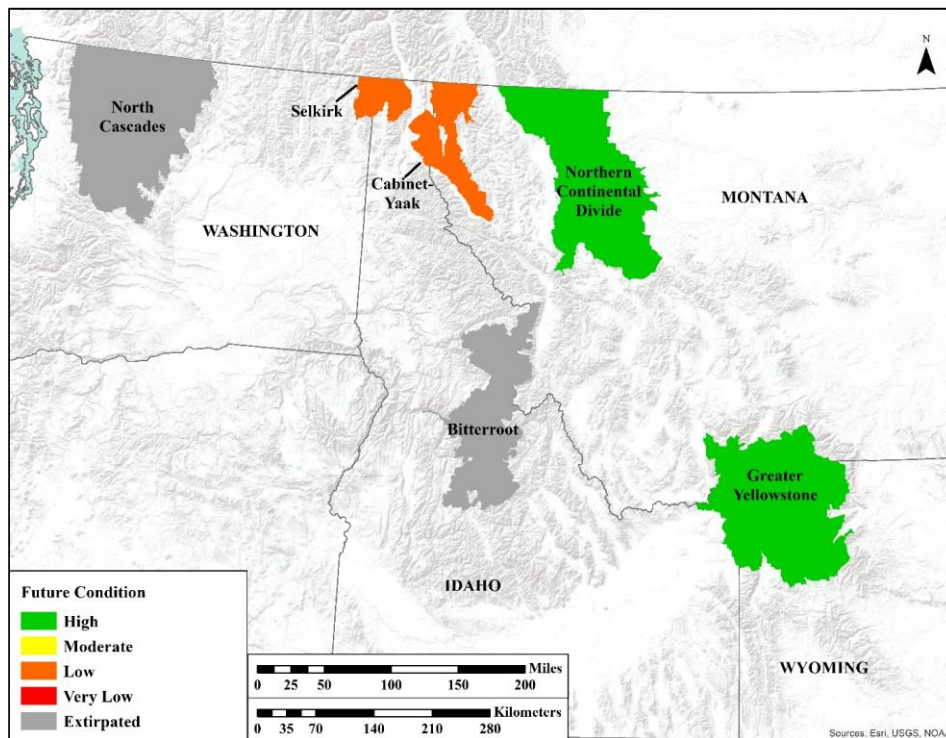 N
North
Cascades
Selkirk
Cabinet-
Yaak
Northern
Continental
Divide
MONTANA
WASHINGTON
Bitterroot
Greater
Yellowstone
IDAHO
WYOMING
Future Condition
High
Moderate
Low
Very Low
Extirpated
Miles
0 25 50 100 150 200
Kilometers
0 35 70 140 210 280
Sources: Esri, USGS, NOA